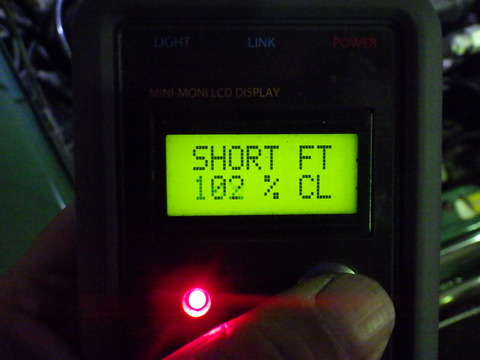 LIGHT LINK POWER
MINI-MONI LCD DISPLAY
SHORT FT
102 % CL